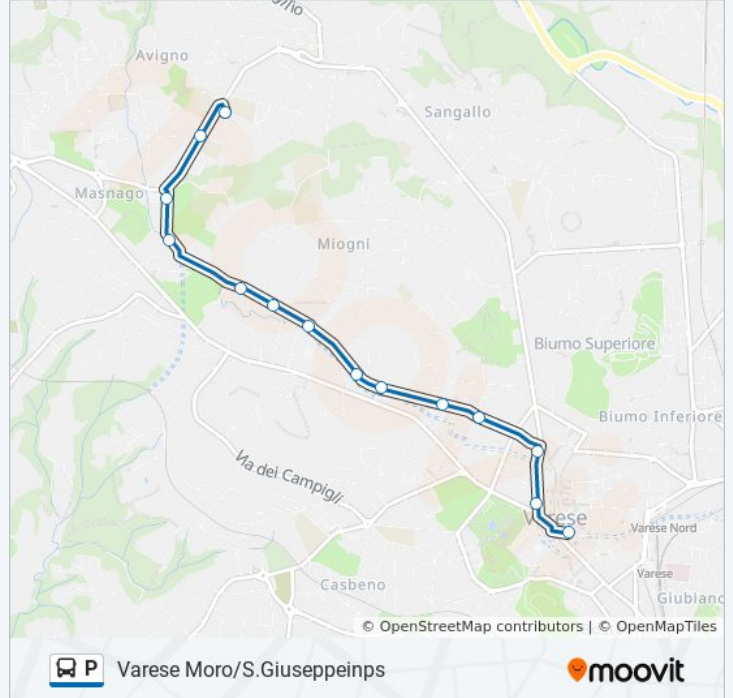 Avigno
Sangallo
Masnago
Miogni
Biumo Superiore
Biumo Inferiore
Via dei Campigli
Varese
Varese Nord
Varese
Casbeno
Giubiano
© OpenStreetMap contributors | © OpenMapTiles
P Varese Moro/S.Giuseppeinps
moovit